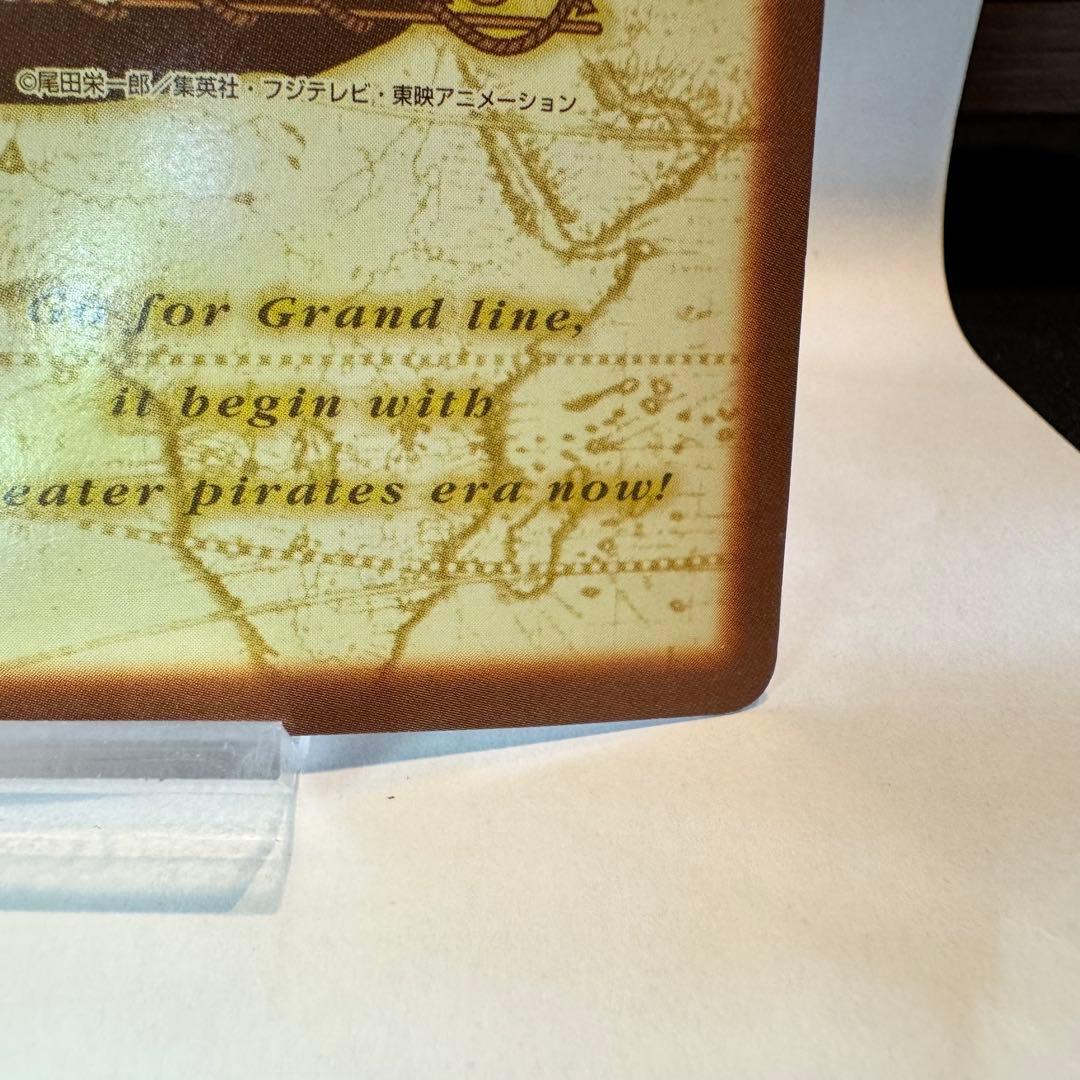 ©尾田栄一郎／集英社・フジテレビ・東映アニメーション
Go for Grand line,
it begin with
eater pirates era now!